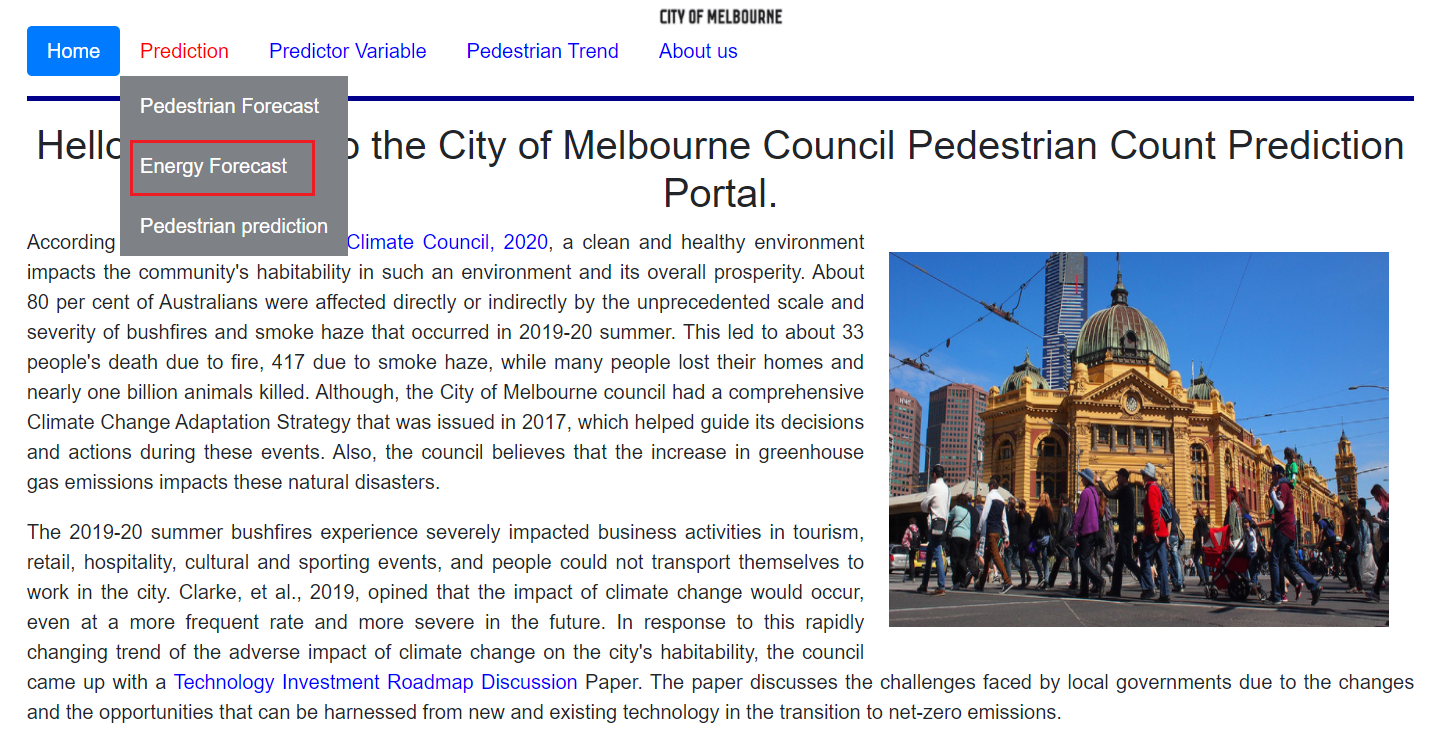 CITY OF MELBOURNE
Home Prediction Predictor Variable Pedestrian Trend About us
Pedestrian Forecast
Energy Forecast
Pedestrian prediction
to the City of Melbourne Council Pedestrian Count Prediction
Portal.
According Climate Council, 2020, a clean and healthy environment
impacts the community's habitability in such an environment and its overall prosperity. About
80 per cent of Australians were affected directly or indirectly by the unprecedented scale and
severity of bushfires and smoke haze that occurred in 2019-20 summer. This led to about 33
people's death due to fire, 417 due to smoke haze, while many people lost their homes and
nearly one billion animals killed. Although, the City of Melbourne council had a comprehensive
Climate Change Adaptation Strategy that was issued in 2017, which helped guide its decisions
and actions during these events. Also, the council believes that the increase in greenhouse
gas emissions impacts these natural disasters.
The 2019-20 summer bushfires experience severely impacted business activities in tourism,
retail, hospitality, cultural and sporting events, and people could not transport themselves to
work in the city. Clarke, et al., 2019, opined that the impact of climate change would occur,
even at a more frequent rate and more severe in the future. In response to this rapidly
changing trend of the adverse impact of climate change on the city's habitability, the council
came up with a Technology Investment Roadmap Discussion Paper. The paper discusses the challenges faced by local governments due to the changes
and the opportunities that can be harnessed from new and existing technology in the transition to net-zero emissions.